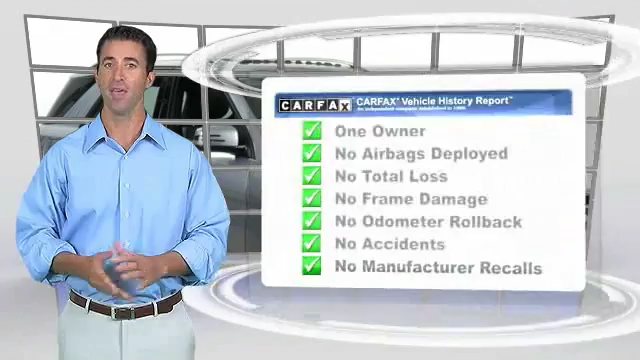 CARFAX CARFAX Vehicle History Report™
One Owner
No Airbags Deployed
No Total Loss
No Frame Damage
No Odometer Rollback
No Accidents
No Manufacturer Recalls